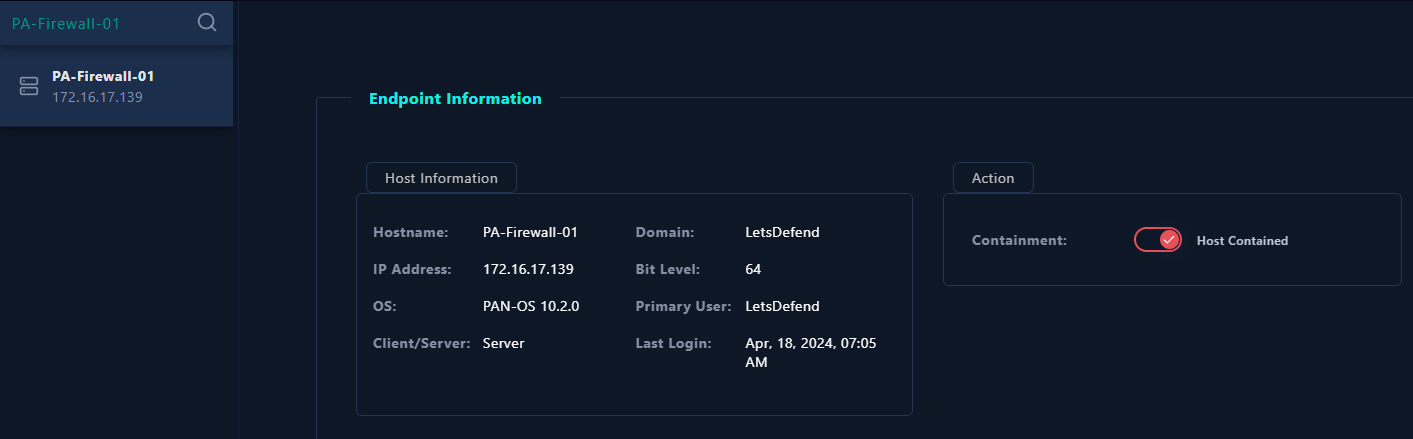 PA-Firewall-01
PA-Firewall-01
172.16.17.139
Endpoint Information
Host Information
Hostname: PA-Firewall-01 Domain: LetsDefend
IP Address: 172.16.17.139 Bit Level: 64
OS: PAN-OS 10.2.0 Primary User: LetsDefend
Client/Server: Server Last Login: Apr, 18, 2024, 07:05
AM
Action
Containment: Host Contained